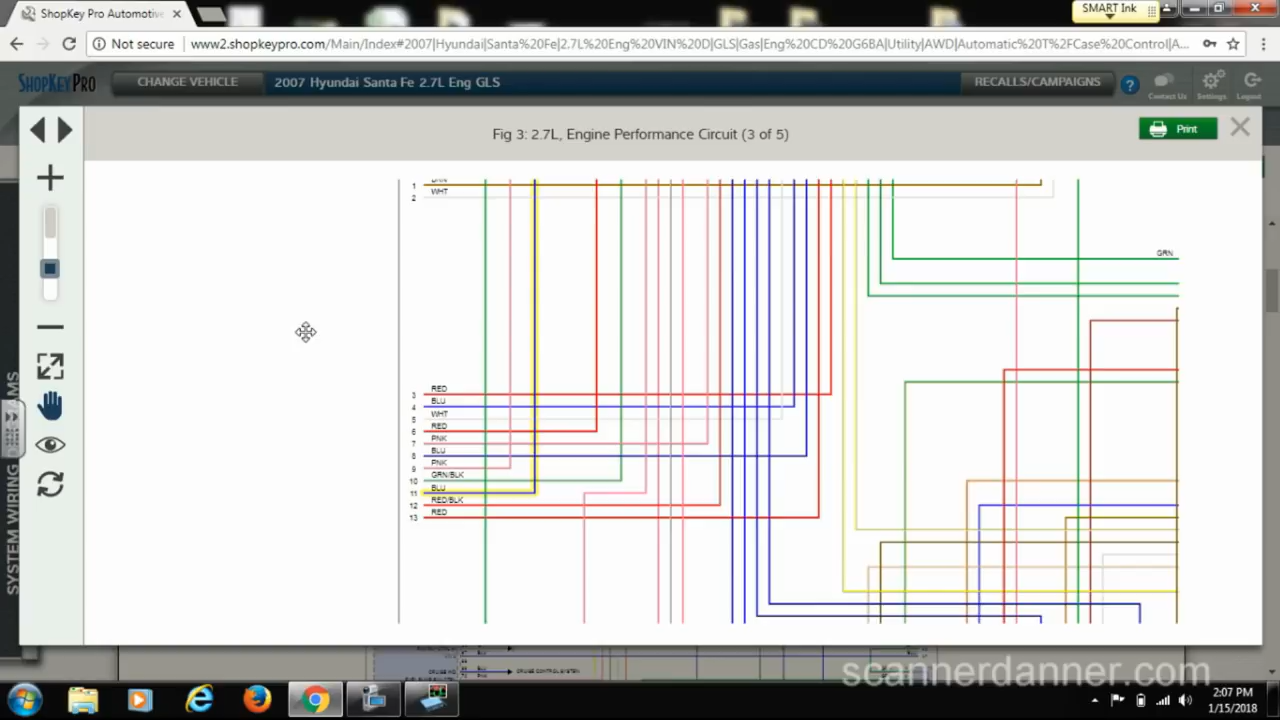 ShopKey Pro Automotiv
SMART Ink
Not secure
www2.shopkeypro.com/Main/Index#2007|Hyundai|Santa%20Fe|2.7L%20Eng%20VIN%20D|GLS|Gas|Eng%20CD%20G6BA|Utility|AWD|Automatic%20T%2FCase%20Control|A...
SHOPKEYPRO
CHANGE VEHICLE
2007 Hyundai Santa Fe 2.7L Eng GLS
RECALLS/CAMPAIGNS
?
Contact Us
Settings
Logout
Fig 3: 2.7L, Engine Performance Circuit (3 of 5)
Print
1
2 WHT
GRN
3 RED
4 BLU
5 WHT
6 RED
7 PNK
8 BLU
9 PNK
10 GRN/BLK
11 BLU
12 RED/BLK
13 RED
CRUISE CONTROL SYSTEM
scannerdanner.com
2:07 PM
1/15/2018